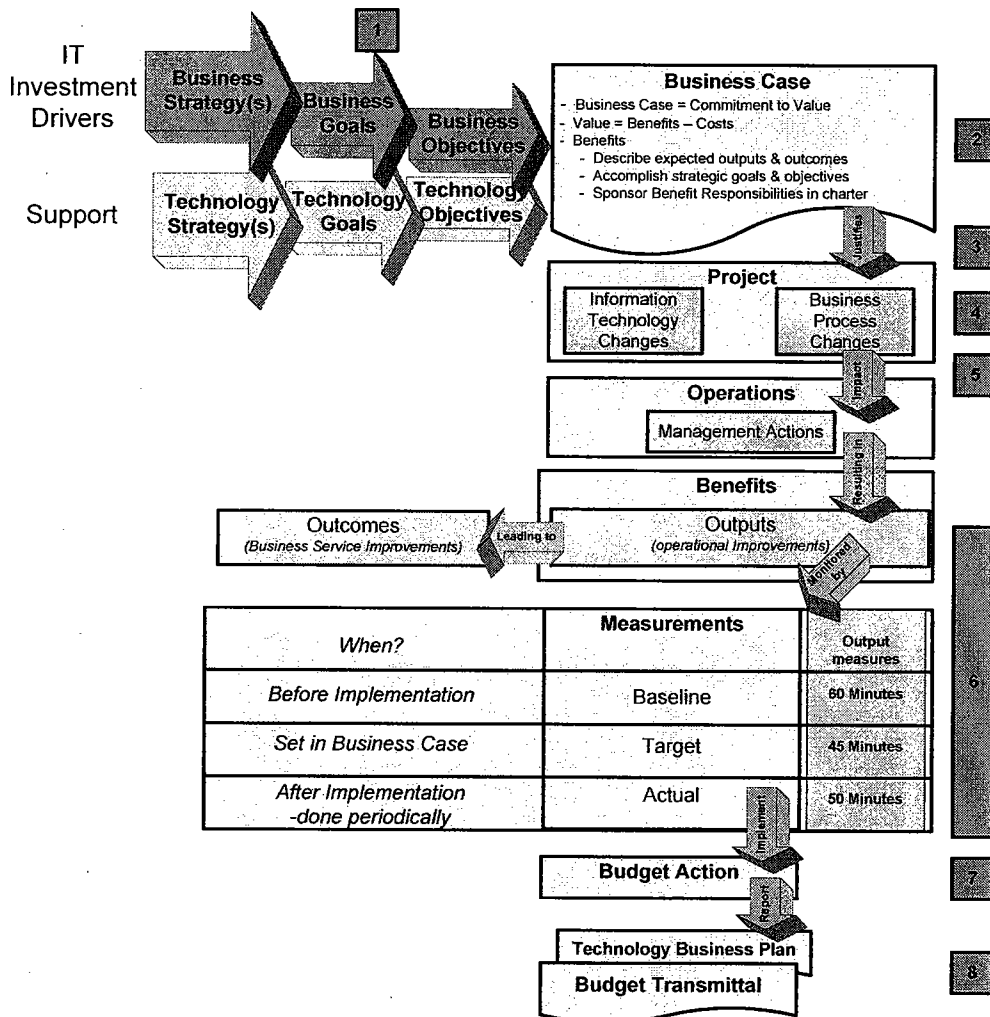 1
IT
Investment
Drivers
Business
Strategy(s)
Business
Goals
Business
Objectives
Support
Technology
Strategy(s)
Technology
Goals
Technology
Objectives
Business Case
- Business Case = Commitment to Value
- Value = Benefits – Costs
- Benefits
- Describe expected outputs & outcomes
- Accomplish strategic goals & objectives
- Sponsor Benefit Responsibilities in charter
2
Justifies
3
Project
Information
Technology
Changes
Business
Process
Changes
4
Impact
5
Operations
Management Actions
Resulting in
Benefits
Outputs
(operational Improvements)
Leading to
Outcomes
(Business Service Improvements)
Monitored
by
6
When?
Measurements
Output
measures
Before Implementation
Baseline
60 Minutes
Set in Business Case
Target
45 Minutes
After Implementation
-done periodically
Actual
50 Minutes
Implement
Budget Action
7
Report
Technology Business Plan
Budget Transmittal
8